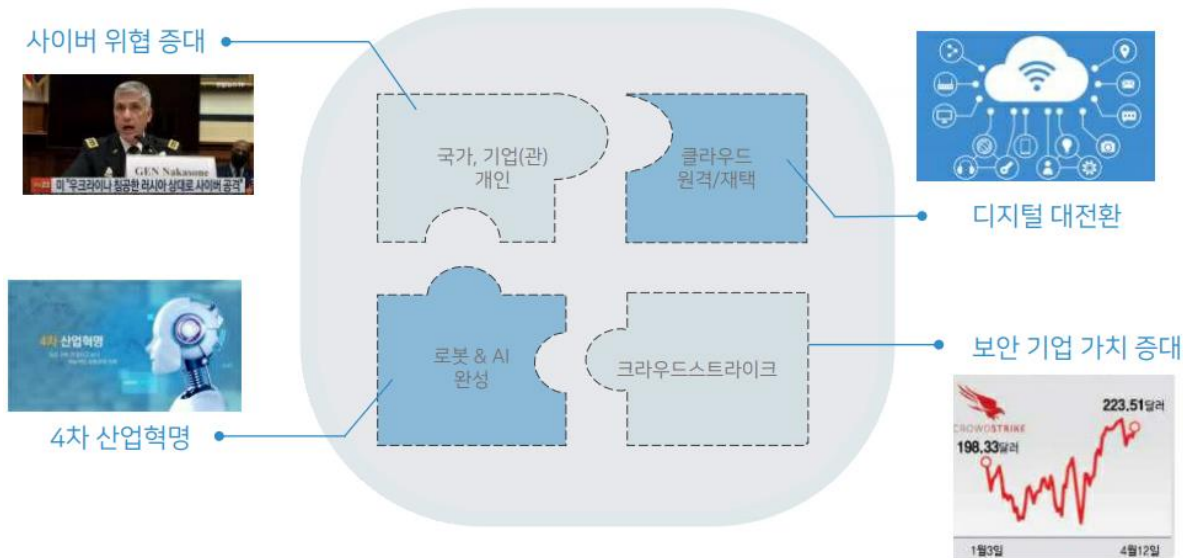 사이버 위협 증대
GEN Nakasone
미 "우크라이나 침공한 러시아 상대로 사이버 공격"
국가, 기업(관)
개인
클라우드
원격/재택
디지털 대전환
4차 산업혁명
로봇 & AI
완성
크라우드스트라이크
4차 산업혁명
보안 기업 가치 증대
CROWDSTRIKE
223.51달러
198.33달러
1월3일
4월12일